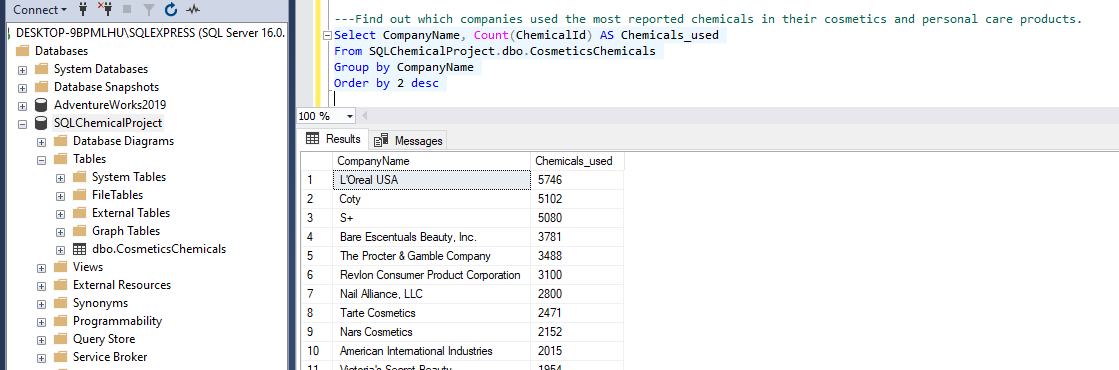 Connect
DESKTOP-9BPMLHU\SQLEXPRESS (SQL Server 16.0.
Databases
System Databases
Database Snapshots
AdventureWorks2019
SQLChemicalProject
Database Diagrams
Tables
System Tables
FileTables
External Tables
Graph Tables
dbo.CosmeticsChemicals
Views
External Resources
Synonyms
Programmability
Query Store
Service Broker
---Find out which companies used the most reported chemicals in their cosmetics and personal care products.
Select CompanyName, Count(ChemicalId) AS Chemicals_used
From SQLChemicalProject.dbo.CosmeticsChemicals
Group by CompanyName
Order by 2 desc
100 %
Results Messages
CompanyName Chemicals_used
1 L'Oreal USA 5746
2 Coty 5102
3 S+ 5080
4 Bare Escentuals Beauty, Inc. 3781
5 The Procter & Gamble Company 3488
6 Revlon Consumer Product Corporation 3100
7 Nail Alliance, LLC 2800
8 Tarte Cosmetics 2471
9 Nars Cosmetics 2152
10 American International Industries 2015
11 Victoria's Secret Beauty 1954